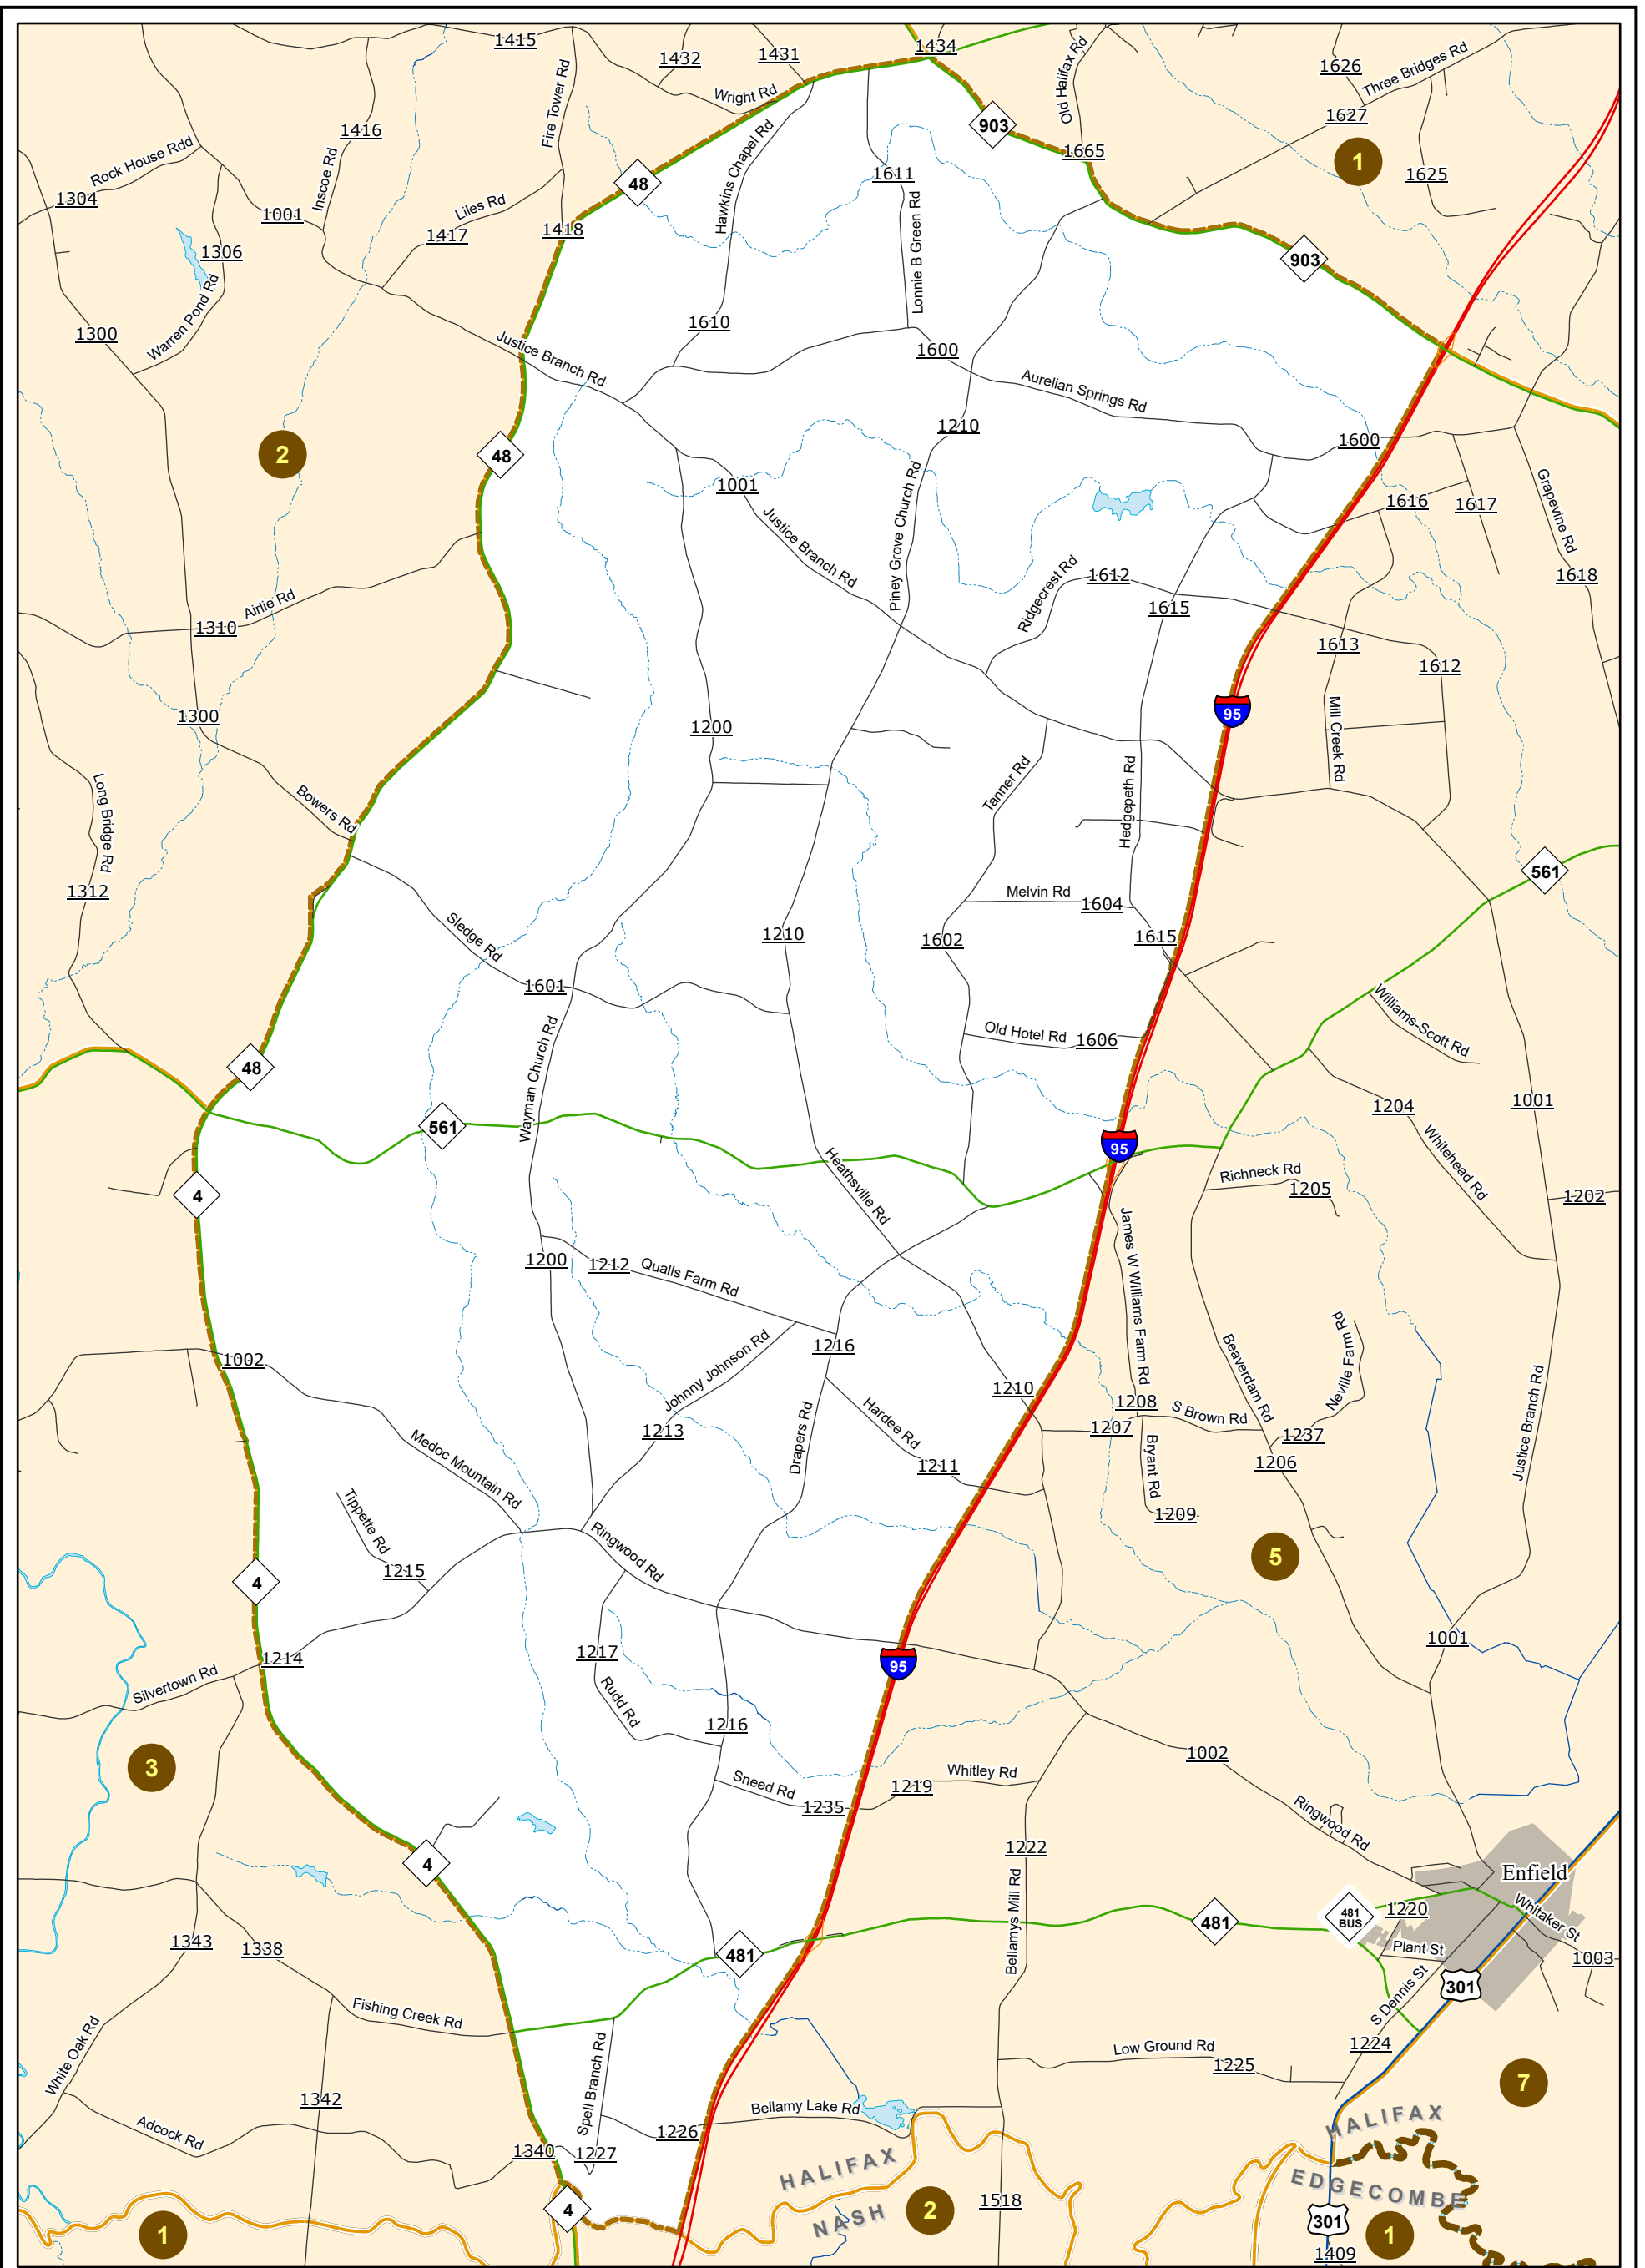 1415
1432
1431
1434
Old Halifax Rd
1626
Three Bridges Rd
Fire Tower Rd
Wright Rd
1627
903
1416
Hawkins Chapel Rd
1665
1
Rock House Rdd
Inscoe Rd
1611
1625
1304
48
Liles Rd
1001
1417
1418
Lonnie B Green Rd
1306
903
Warren Pond Rd
1300
1610
Justice Branch Rd
1600
Aurelian Springs Rd
1210
1600
2
48
1001
Piney Grove Church Rd
1616
1617
Grapevine Rd
Justice Branch Rd
Ridgecrest Rd
1612
1618
Airlie Rd
1310
1615
1613
1612
1300
1200
95
Mill Creek Rd
Long Bridge Rd
Bowers Rd
Tanner Rd
Hedgepeth Rd
1312
561
Melvin Rd
1604
Sledge Rd
1210
1602
1615
1601
Williams-Scott Rd
Old Hotel Rd
1606
48
Wayman Church Rd
1204
1001
561
95
Whitehead Rd
Heathsville Rd
Richneck Rd
1205
1202
4
James W Williams Farm Rd
1200
1212
Qualls Farm Rd
1216
Johnny Johnson Rd
Beaverdam Rd
Neville Farm Rd
1002
1210
Justice Branch Rd
Drapers Rd
Hardee Rd
1208
S Brown Rd
1207
1213
1237
Medoc Mountain Rd
1211
Bryant Rd
1206
Tippette Rd
1209
Ringwood Rd
5
4
1215
1214
1217
1001
Silvertown Rd
95
Rudd Rd
1216
1002
3
Sneed Rd
1235
1219
Whitley Rd
Ringwood Rd
1222
4
Enfield
Bellamys Mill Rd
481
481
BUS
1220
Whitaker St
1343
1338
481
Plant St
1003
301
S Dennis St
Fishing Creek Rd
1224
White Oak Rd
Spell Branch Rd
Low Ground Rd
1225
7
1342
Bellamy Lake Rd
Adcock Rd
1226
1340
1227
HALIFAX
HALIFAX
EDGECOMBE
4
NASH
2
1518
1
301
1
1409